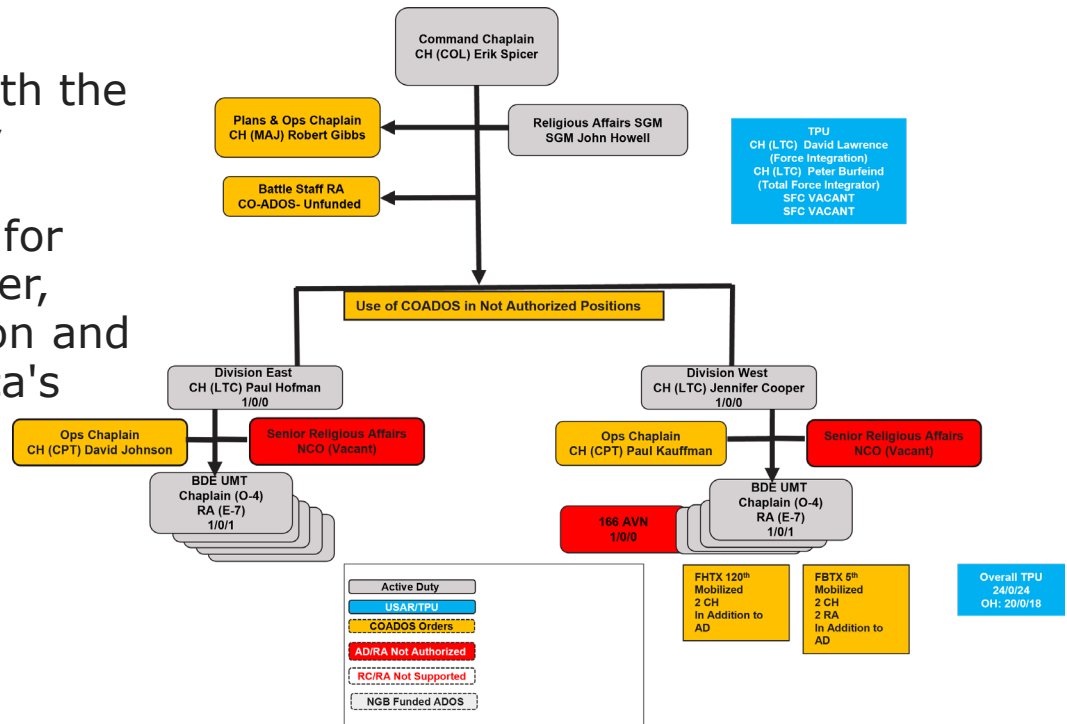 th the
for
er,
on and
ta's
Command Chaplain
CH (COL) Erik Spicer
Plans & Ops Chaplain
CH (MAJ) Robert Gibbs
Religious Affairs SGM
SGM John Howell
Battle Staff RA
CO-ADOS- Unfunded
TPU
CH (LTC)  David Lawrence
(Force Integration)
CH (LTC)  Peter Burfeind
(Total Force Integrator)
SFC VACANT
SFC VACANT
Use of COADOS in Not Authorized Positions
Division East
CH (LTC) Paul Hofman
1/0/0
Division West
CH (LTC) Jennifer Cooper
1/0/0
Ops Chaplain
CH (CPT) David Johnson
Senior Religious Affairs
NCO (Vacant)
Ops Chaplain
CH (CPT) Paul Kauffman
Senior Religious Affairs
NCO (Vacant)
BDE UMT
Chaplain (O-4)
RA (E-7)
1/0/1
166 AVN
1/0/0
BDE UMT
Chaplain (O-4)
RA (E-7)
1/0/1
FHTX 120th
Mobilized
2 CH
In Addition to
AD
FBTX 5th
Mobilized
2 CH
2 RA
In Addition to
AD
Overall TPU
24/0/24
OH: 20/0/18
Active Duty
USAR/TPU
COADOS Orders
AD/RA Not Authorized
RC/RA Not Supported
NGB Funded ADOS